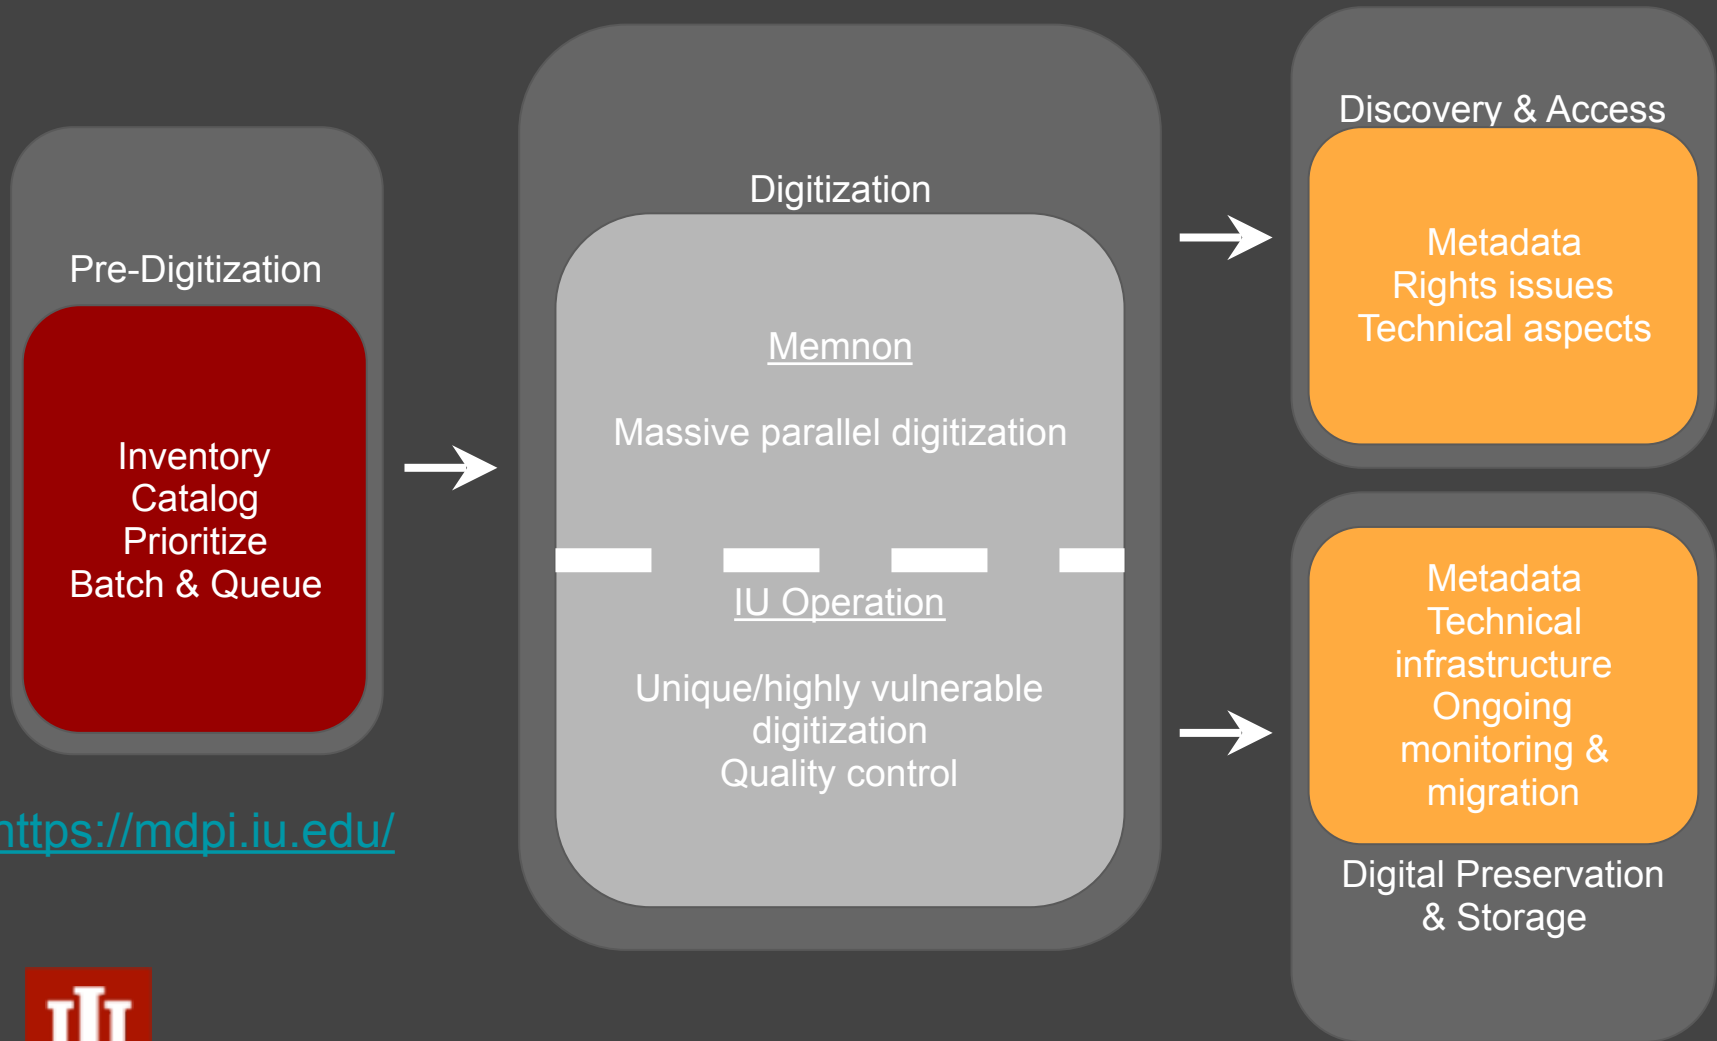 Pre-Digitization
Inventory
Catalog
Prioritize
Batch & Queue
https://mdpi.iu.edu/
Digitization
Memnon
Massive parallel digitization
IU Operation
Unique/highly vulnerable
digitization
Quality control
Discovery & Access
Metadata
Rights issues
Technical aspects
Metadata
Technical
infrastructure
Ongoing
monitoring &
migration
Digital Preservation
& Storage